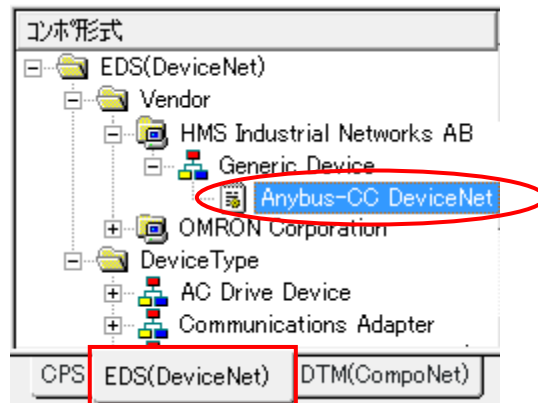 コンポ形式
EDS(DeviceNet)
Vendor
HMS Industrial Networks AB
Generic Device
Anybus-CC DeviceNet
OMRON Corporation
DeviceType
AC Drive Device
Communications Adapter
CPS EDS(DeviceNet) DTM(CompoNet)